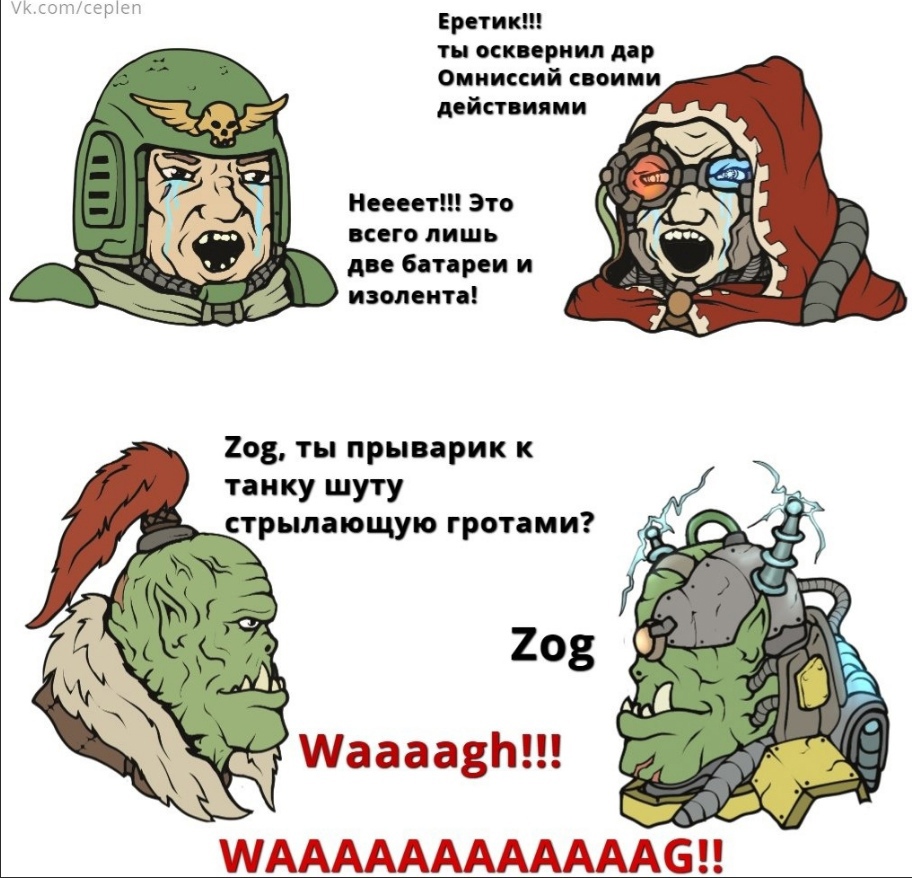 Vk.com/ceplen
Еретик!!!
ты осквернил дар
Омниссий своими
действиями
Неееет!!! Это
всего лишь
две батареи и
изолента!
Zog, ты прыварик к
танку шуту
стрылающую гротами?
Zog
Waaaagh!!!
WAAAAAAAAAAAAAG!!